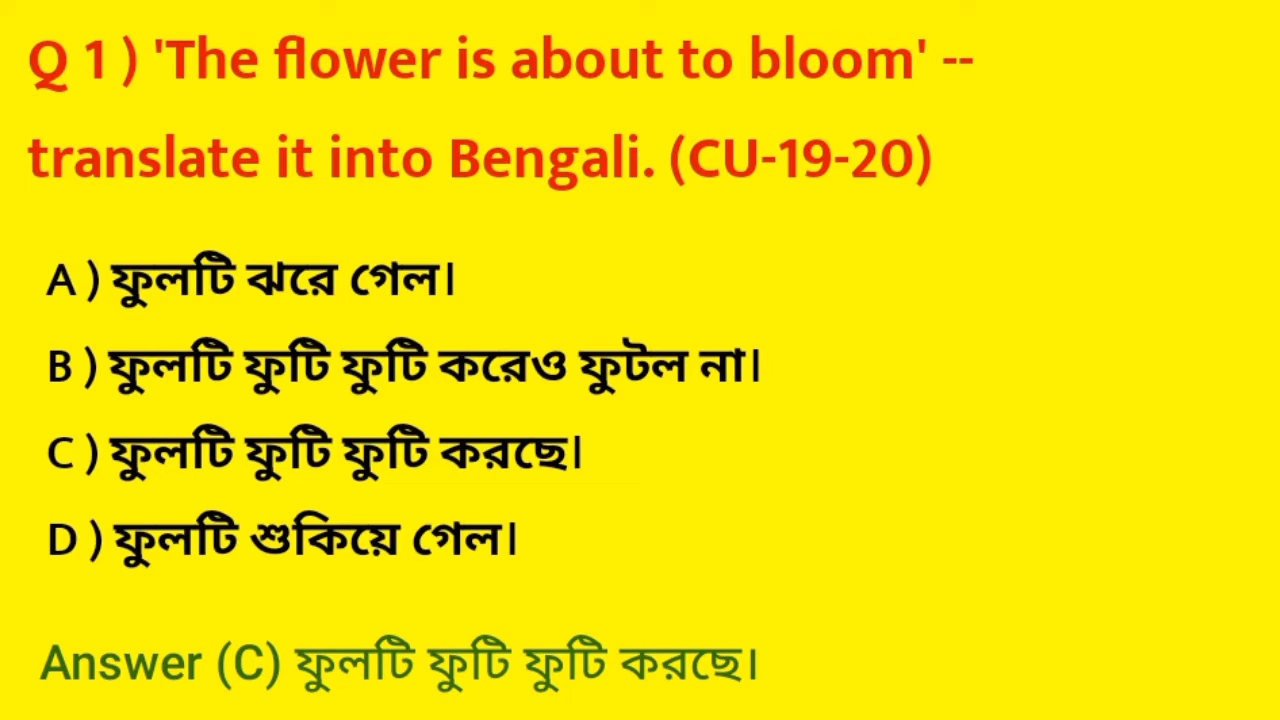 Q 1 ) 'The flower is about to bloom' --
translate it into Bengali. (CU-19-20)
A ) ফুলটি ঝরে গেল।
B ) ফুলটি ফুটি ফুটি করেও ফুটল না।
C ) ফুলটি ফুটি ফুটি করছে।
D ) ফুলটি শুকিয়ে গেল।
Answer (C) ফুলটি ফুটি ফুটি করছে।